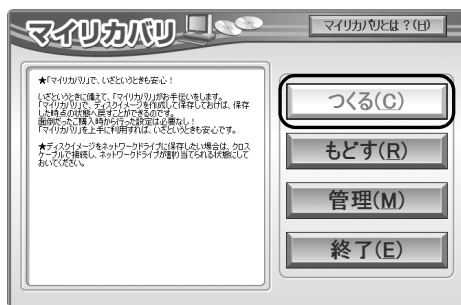 マイリカバリ
マイリカバリとは?(H)
★「マイリカバリ」で、いざというときも安心!
いざというときに備えて、「マイリカバリ」がお手伝いをします。
「マイリカバリ」で、ディスクイメージを作成して保存しておけば、保存
した時点の状態へ戻すことができるのです。
面倒だったご購入時から行った設定は必要なし!
「マイリカバリ」を上手に利用すれば、いざというときも安心です。
★ディスクイメージをネットワークドライブに保存したい場合は、クロス
ケーブルで接続し、ネットワークドライブが割り当てられる状態にして
おいてください。
つくる(C)
もどす(R)
管理(M)
終了(E)